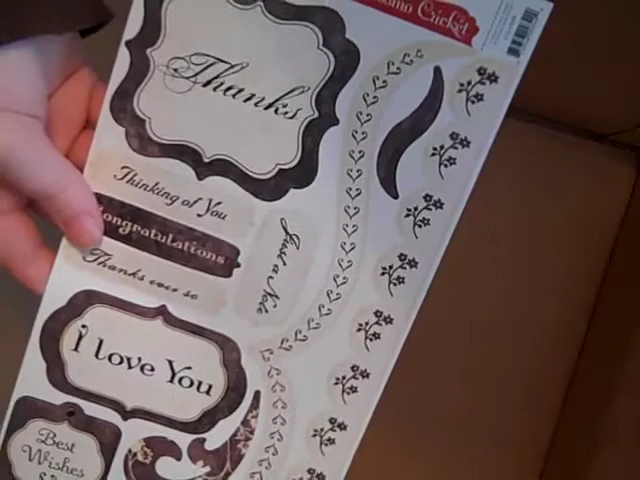 Cricket
Thanks
Thinking of You
Congratulations
Just a Note
Thanks ever so
I love You
Best
Wishes